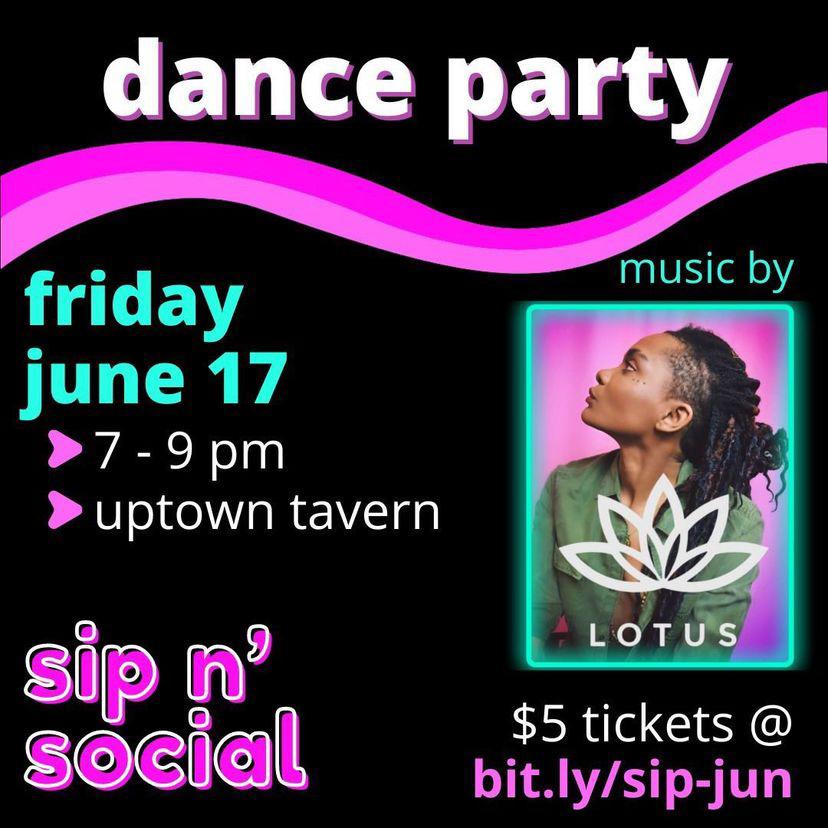 dance party
friday
june 17
7 - 9 pm
uptown tavern
music by
LOTUS
sip n'
social
$5 tickets @
bit.ly/sip-jun